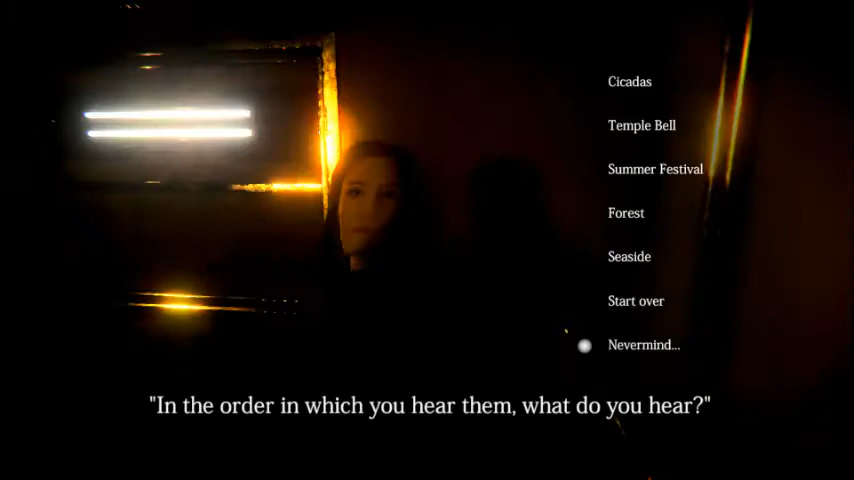 Cicadas
Temple Bell
Summer Festival
Forest
Seaside
Start over
Nevermind...
"In the order in which you hear them, what do you hear?"